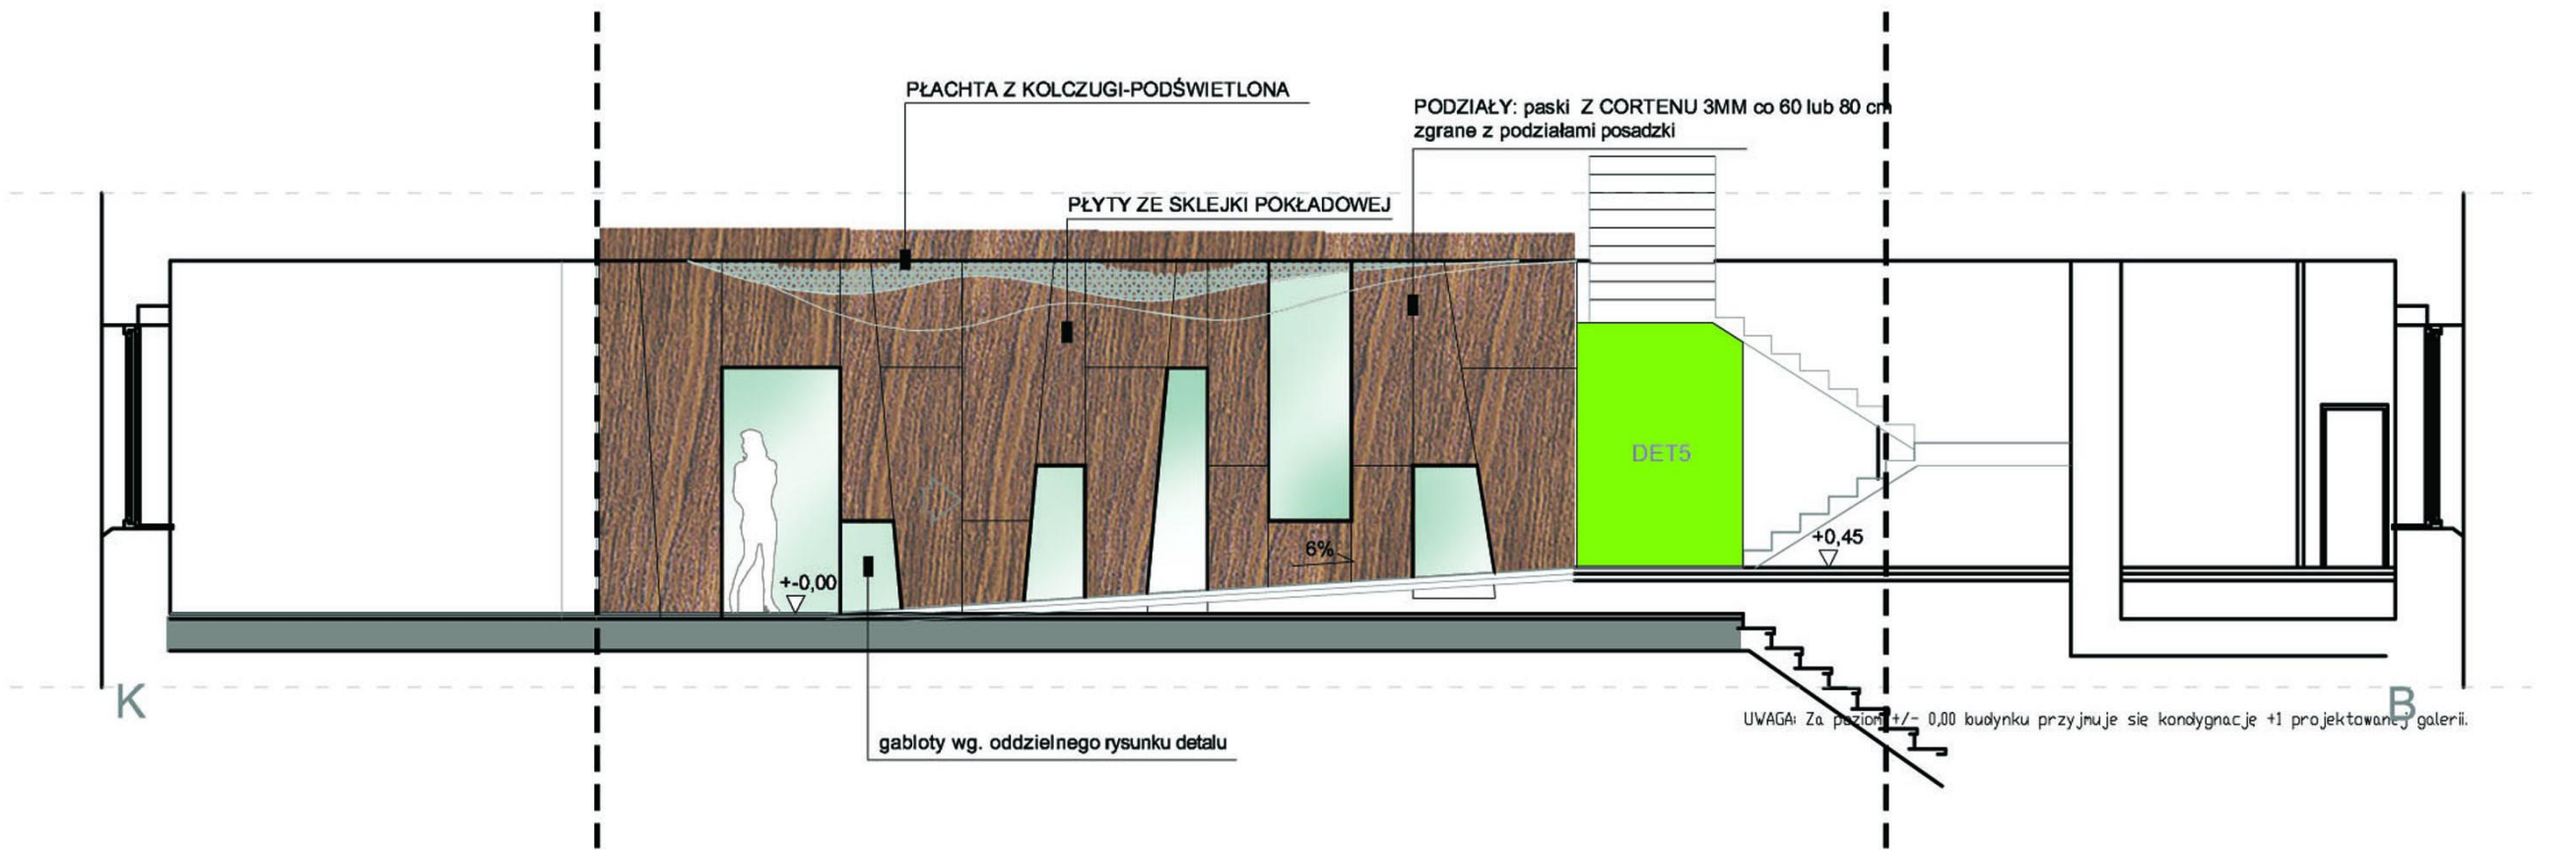 PŁACHTA Z KOLCZUGI-PODŚWIETLONA
PODZIAŁY: paski Z CORTENU 3MM co 60 lub 80 cm
zgrane z podziałami posadzki
PŁYTY ZE SKLEJKI POKŁADOWEJ
DET5
6%
+0,45
+-0,00
K
B
UWAGA: Za poziom +/- 0,00 budynku przyjmuje się kondygnację +1 projektowanej galerii.
gabloty wg. oddzielnego rysunku detalu